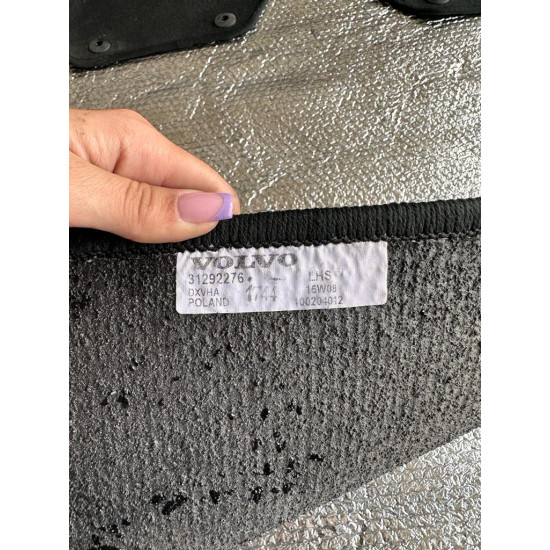 VOLVO
31292276 LHS
DXVHA 16W08
POLAND 100204012